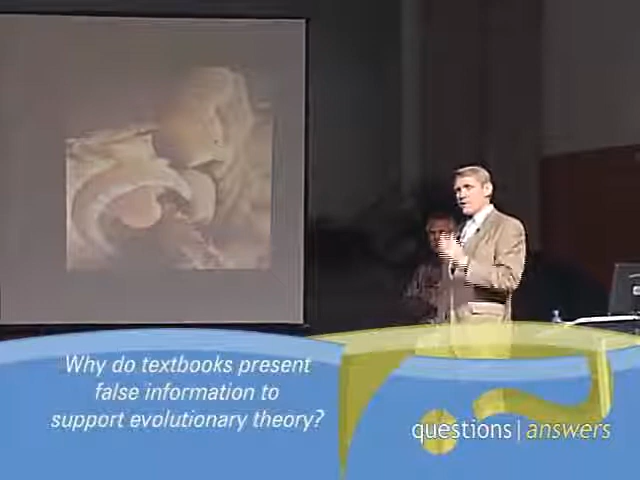 Why do textbooks present
false information to
support evolutionary theory?
questions|answers